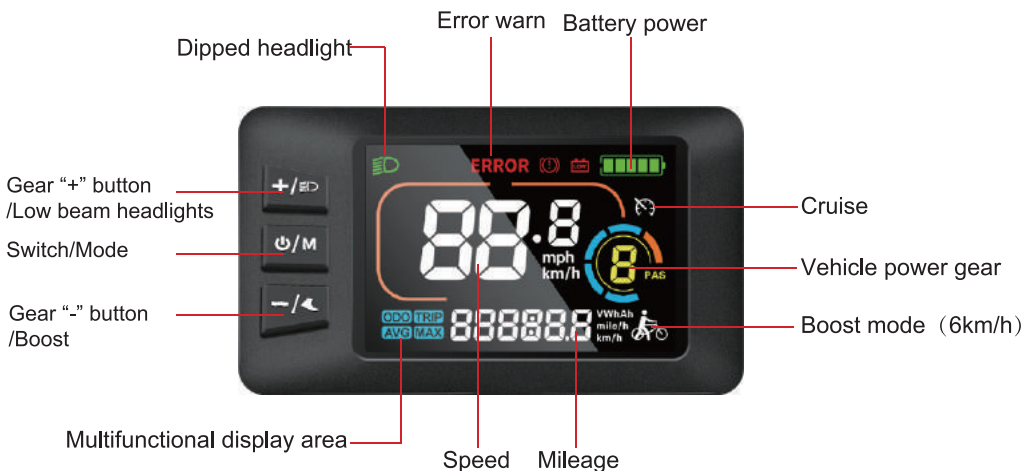 Error warn
Battery power
Dipped headlight
ERROR
LOW
Gear “+” button
/Low beam headlights
+/
88.8
mph
km/h
Cruise
Switch/Mode
/M
8
PAS
Vehicle power gear
Gear “-” button
/Boost
−/
ODO TRIP
AVG MAX
88888.8
VWhAh
mile/h
km/h
Boost mode（6km/h）
Multifunctional display area
Speed
Mileage